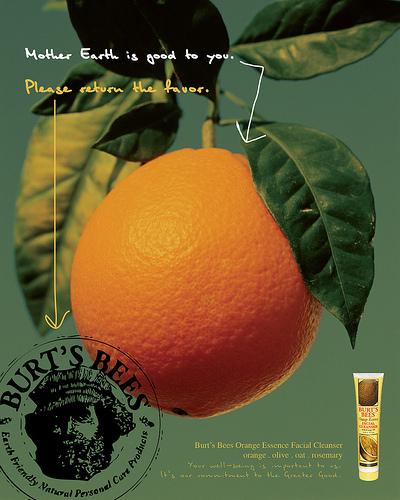 Mother Earth is good to you.
Please return the favor.
BURT'S BEES
Earth Friendly Natural Personal Care Products
Burt's Bees Orange Essence Facial Cleanser
orange . olive . oat . rosemary
Your well-being is important to us.
It's our commitment to the Greater Good.
BURT'S
BEES
FACIAL
CLEANSER